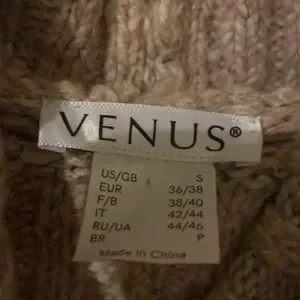 VENUS®
US/GB S
EUR 36/38
F/B 38/40
IT 42/44
RU/UA 44/46
BR P
Made in China